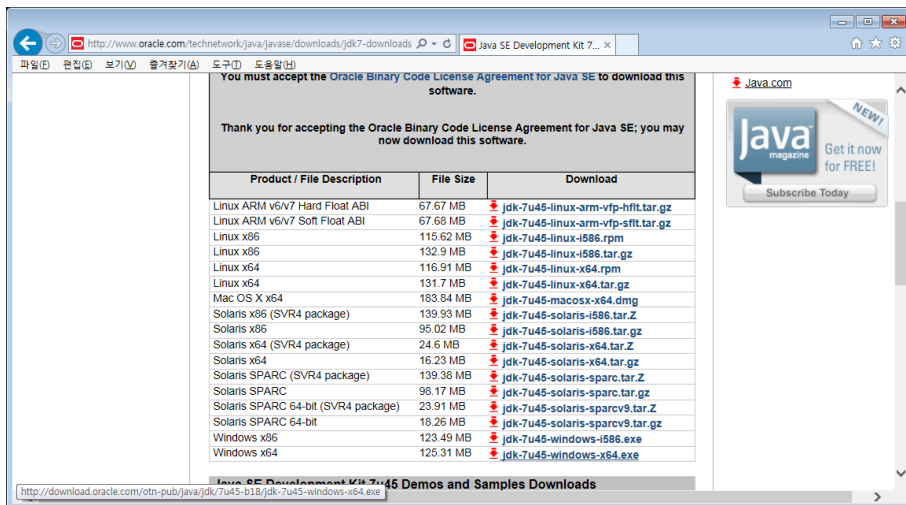 http://www.oracle.com/technetwork/java/javase/downloads/jdk7-downloads
Java SE Development Kit 7...
파일(F) 편집(E) 보기(V) 즐겨찾기(A) 도구(T) 도움말(H)
You must accept the Oracle Binary Code License Agreement for Java SE to download this
software.
Thank you for accepting the Oracle Binary Code License Agreement for Java SE; you may
now download this software.
Product / File Description File Size Download
Linux ARM v6/v7 Hard Float ABI 67.67 MB jdk-7u45-linux-arm-vfp-hflt.tar.gz
Linux ARM v6/v7 Soft Float ABI 67.68 MB jdk-7u45-linux-arm-vfp-sflt.tar.gz
Linux x86 115.62 MB jdk-7u45-linux-i586.rpm
Linux x86 132.9 MB jdk-7u45-linux-i586.tar.gz
Linux x64 116.91 MB jdk-7u45-linux-x64.rpm
Linux x64 131.7 MB jdk-7u45-linux-x64.tar.gz
Mac OS X x64 183.84 MB jdk-7u45-macosx-x64.dmg
Solaris x86 (SVR4 package) 139.93 MB jdk-7u45-solaris-i586.tar.Z
Solaris x86 95.02 MB jdk-7u45-solaris-i586.tar.gz
Solaris x64 (SVR4 package) 24.6 MB jdk-7u45-solaris-x64.tar.Z
Solaris x64 16.23 MB jdk-7u45-solaris-x64.tar.gz
Solaris SPARC (SVR4 package) 139.38 MB jdk-7u45-solaris-sparc.tar.Z
Solaris SPARC 98.17 MB jdk-7u45-solaris-sparc.tar.gz
Solaris SPARC 64-bit (SVR4 package) 23.91 MB jdk-7u45-solaris-sparcv9.tar.Z
Solaris SPARC 64-bit 18.26 MB jdk-7u45-solaris-sparcv9.tar.gz
Windows x86 123.49 MB jdk-7u45-windows-i586.exe
Windows x64 125.31 MB jdk-7u45-windows-x64.exe
Java SE Development Kit 7u45 Demos and Samples Downloads
http://download.oracle.com/otn-pub/java/jdk/7u45-b18/jdk-7u45-windows-x64.exe
Java.com
NEW!
Java
magazine
Get it now
for FREE!
Subscribe Today